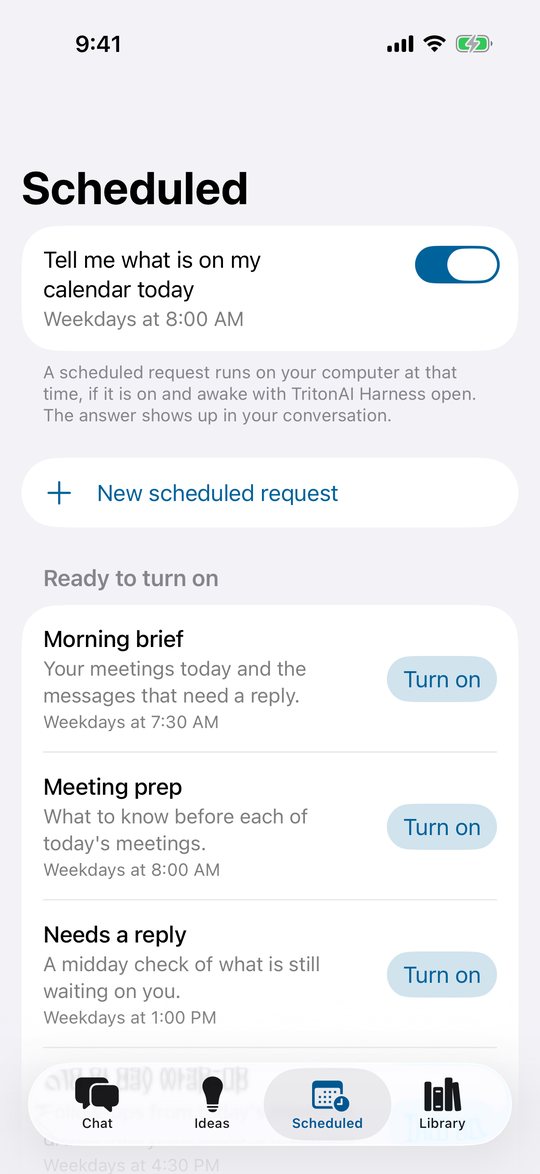 9:41
Scheduled
Tell me what is on my
calendar today
Weekdays at 8:00 AM
A scheduled request runs on your computer at that
time, if it is on and awake with TritonAI Harness open.
The answer shows up in your conversation.
New scheduled request
Ready to turn on
Morning brief
Your meetings today and the
messages that need a reply.
Weekdays at 7:30 AM
Turn on
Meeting prep
What to know before each of
today's meetings.
Weekdays at 8:00 AM
Turn on
Needs a reply
A midday check of what is still
waiting on you.
Weekdays at 1:00 PM
Turn on
Chat
Ideas
Scheduled
Library
Weekdays at 4:30 PM